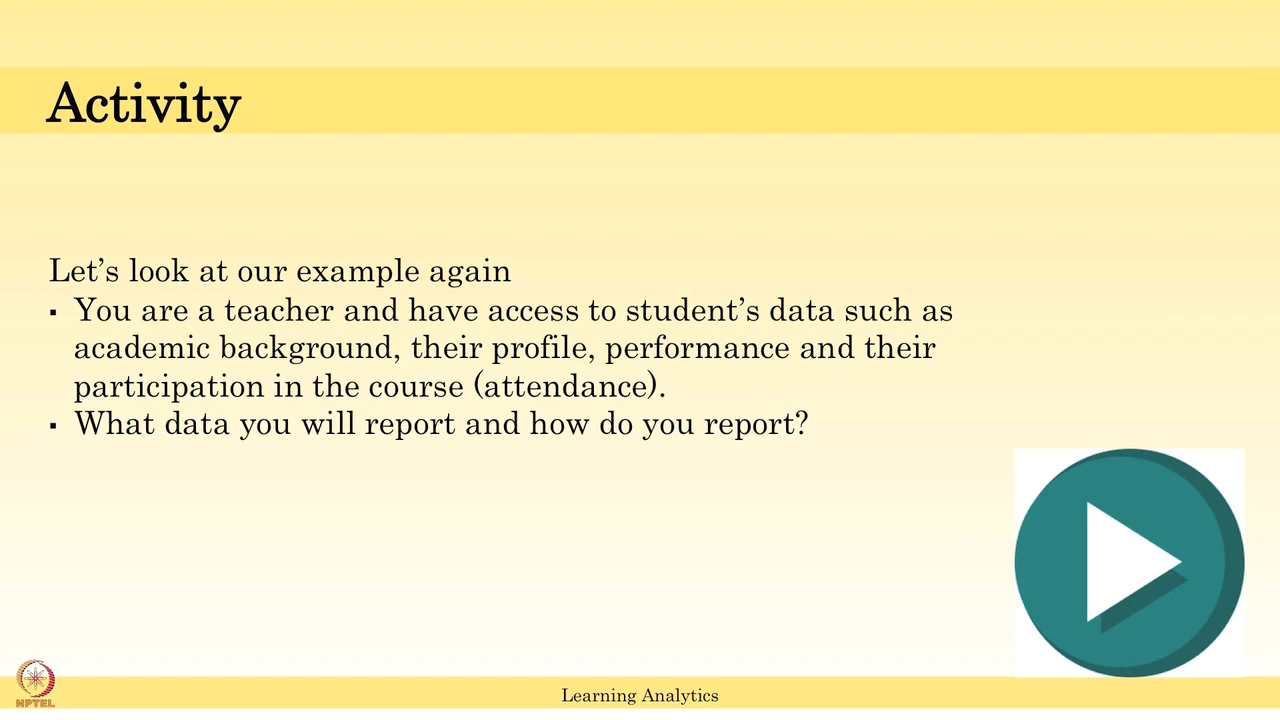 Activity
Let’s look at our example again
▪ You are a teacher and have access to student’s data such as
academic background, their profile, performance and their
participation in the course (attendance).
▪ What data you will report and how do you report?
NPTEL
Learning Analytics